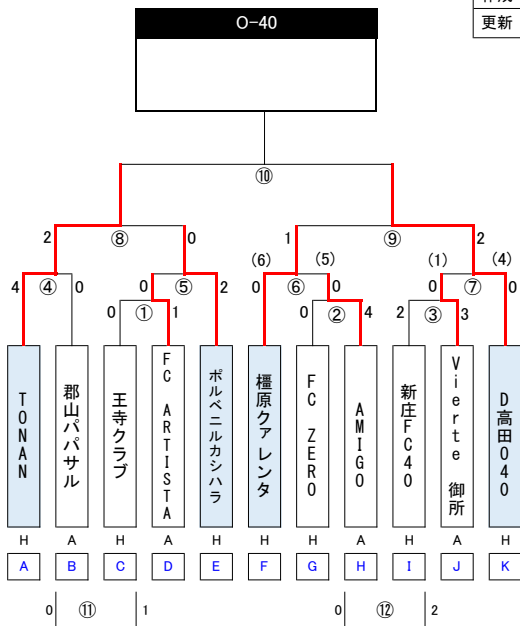 O-40
更新
⑩
2 ⑧ 0 1 ⑨ 2
(6) (5) (1) (4)
4 ④ 0 0 ⑤ 2 0 ⑥ 0 0 ⑦ 0
0 ① 1 0 ② 4 2 ③ 3
TONAN
郡山パパサル
王寺クラブ
FC ARTISTA
ポルベニルカシハラ
橿原クァレンタ
FC ZERO
AMIGO
新庄FC40
Vierte 御所
D高田O40
H A H A H H H A H A H
A B C D E F G H I J K
0 ⑪ 1 0 ⑫ 2